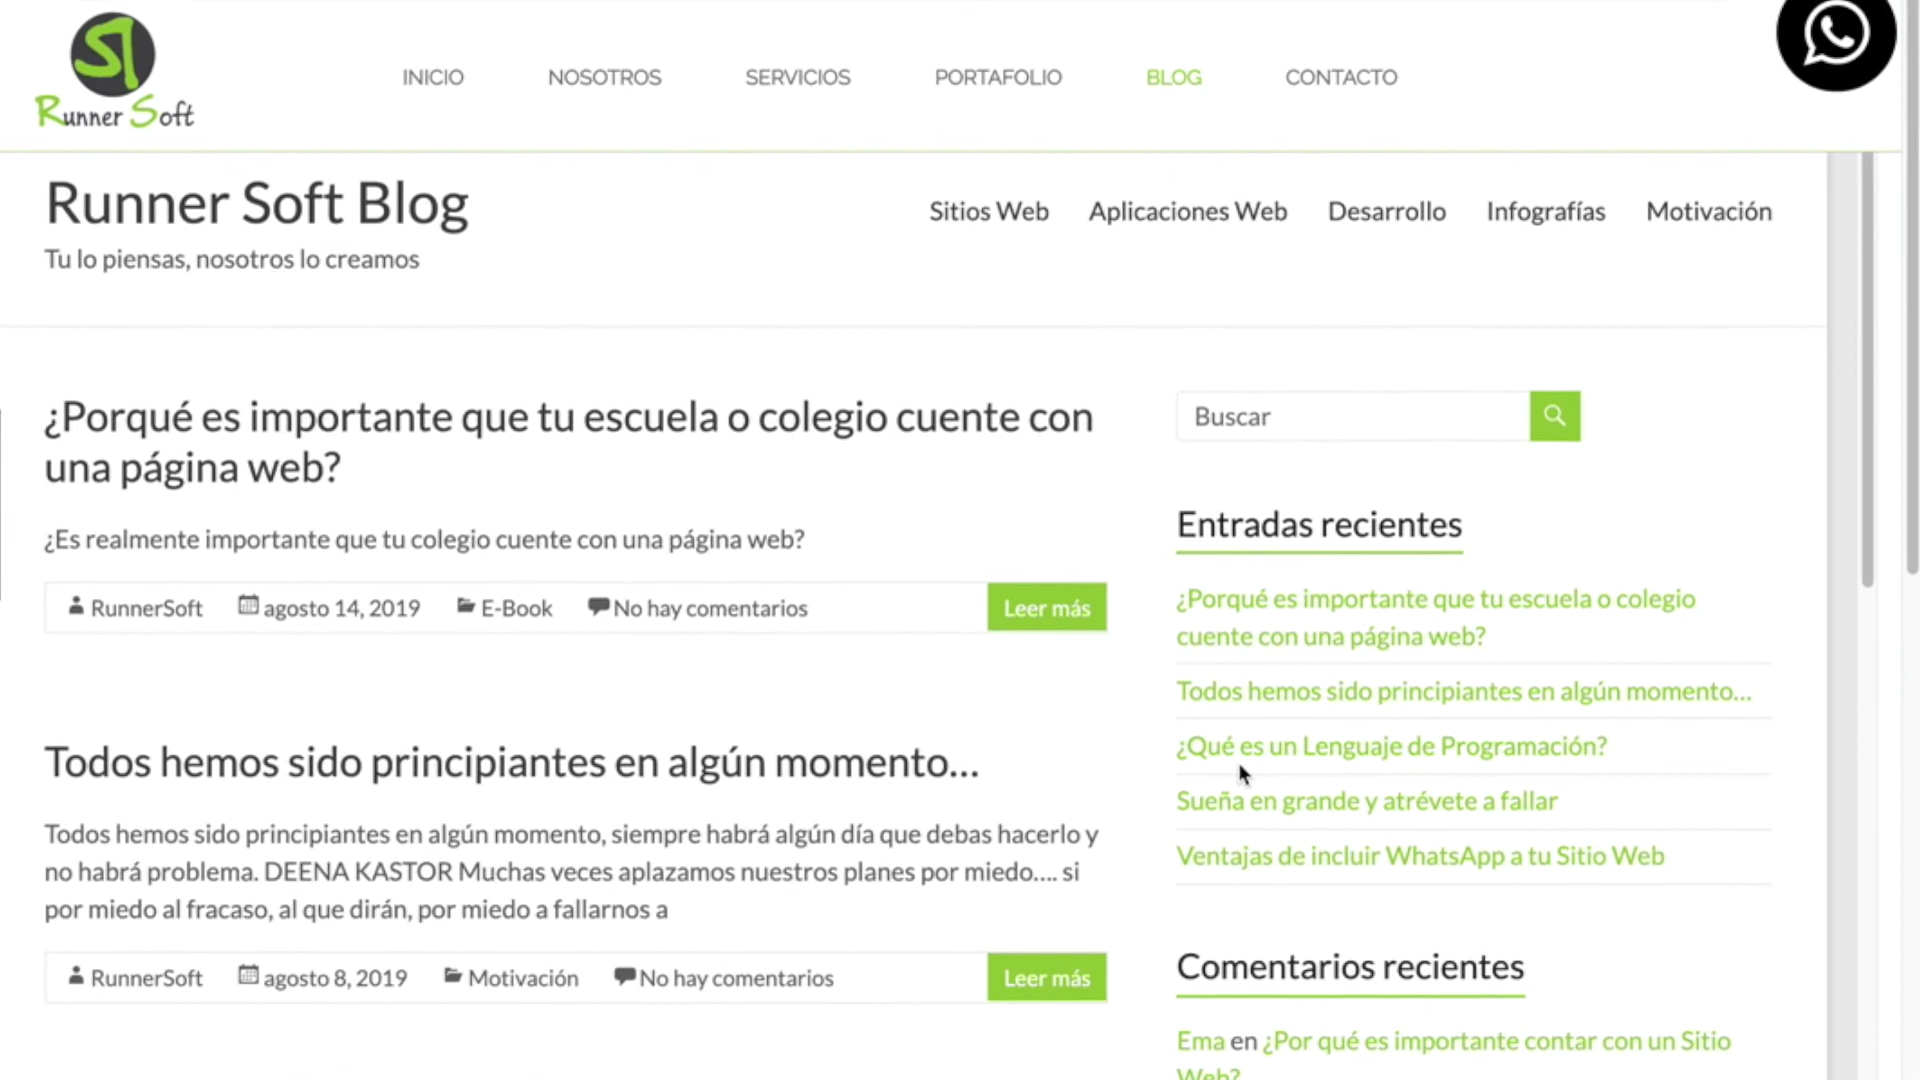 Runner Soft
INICIO
NOSOTROS
SERVICIOS
PORTAFOLIO
BLOG
CONTACTO
Runner Soft Blog
Tu lo piensas, nosotros lo creamos
Sitios Web
Aplicaciones Web
Desarrollo
Infografías
Motivación
¿Porqué es importante que tu escuela o colegio cuente con
una página web?
¿Es realmente importante que tu colegio cuente con una página web?
RunnerSoft agosto 14, 2019 E-Book No hay comentarios Leer más
Todos hemos sido principiantes en algún momento...
Todos hemos sido principiantes en algún momento, siempre habrá algún día que debas hacerlo y
no habrá problema. DEENA KASTOR Muchas veces aplazamos nuestros planes por miedo.... si
por miedo al fracaso, al que dirán, por miedo a fallarnos a
RunnerSoft agosto 8, 2019 Motivación No hay comentarios Leer más
Buscar
Entradas recientes
¿Porqué es importante que tu escuela o colegio
cuente con una página web?
Todos hemos sido principiantes en algún momento...
¿Qué es un Lenguaje de Programación?
Sueña en grande y atrévete a fallar
Ventajas de incluir WhatsApp a tu Sitio Web
Comentarios recientes
Ema en ¿Por qué es importante contar con un Sitio
Web?